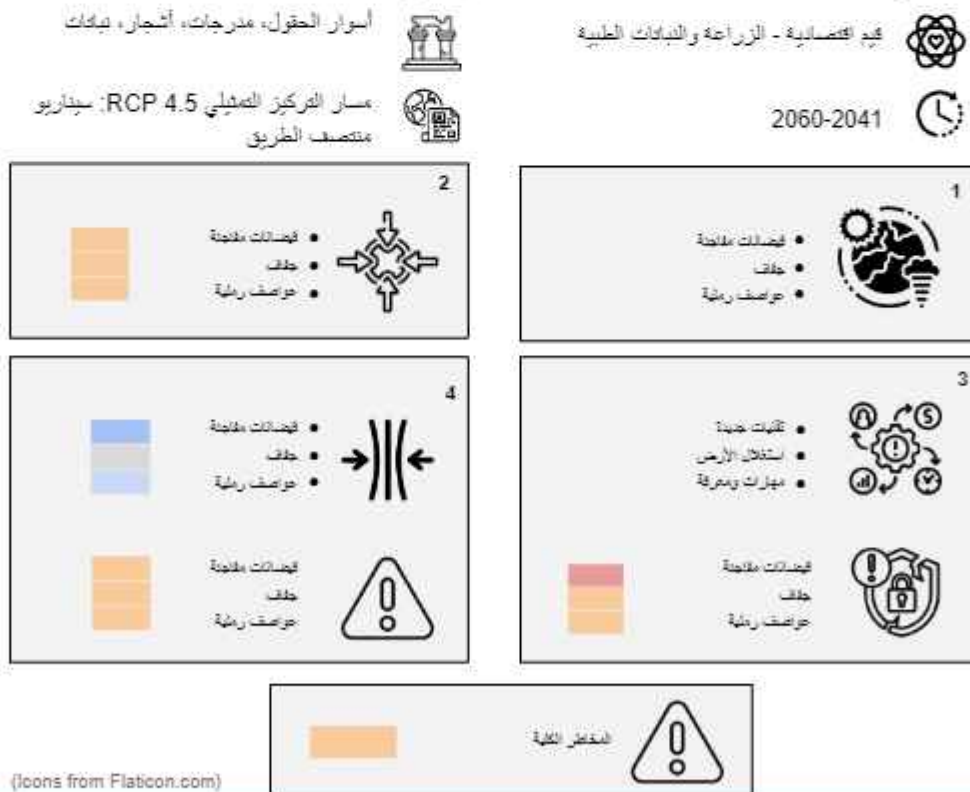 قيم اقتصادية - الزراعة والنباتات الطبية
2060-2041
أسوار الحقول، مدرجات، أشجار، نباتات
مسار التركيز التمثيلي RCP 4.5: سيناريو
منتصف الطريق
1
فيضانات مفاجئة
جفاف
عواصف رملية
2
فيضانات مفاجئة
جفاف
عواصف رملية
3
تقنيات جديدة
استغلال الأرض
مهارات ومعرفة
فيضانات مفاجئة
جفاف
عواصف رملية
4
فيضانات مفاجئة
جفاف
عواصف رملية
فيضانات مفاجئة
جفاف
عواصف رملية
المخاطر الكلية
(Icons from Flaticon.com)